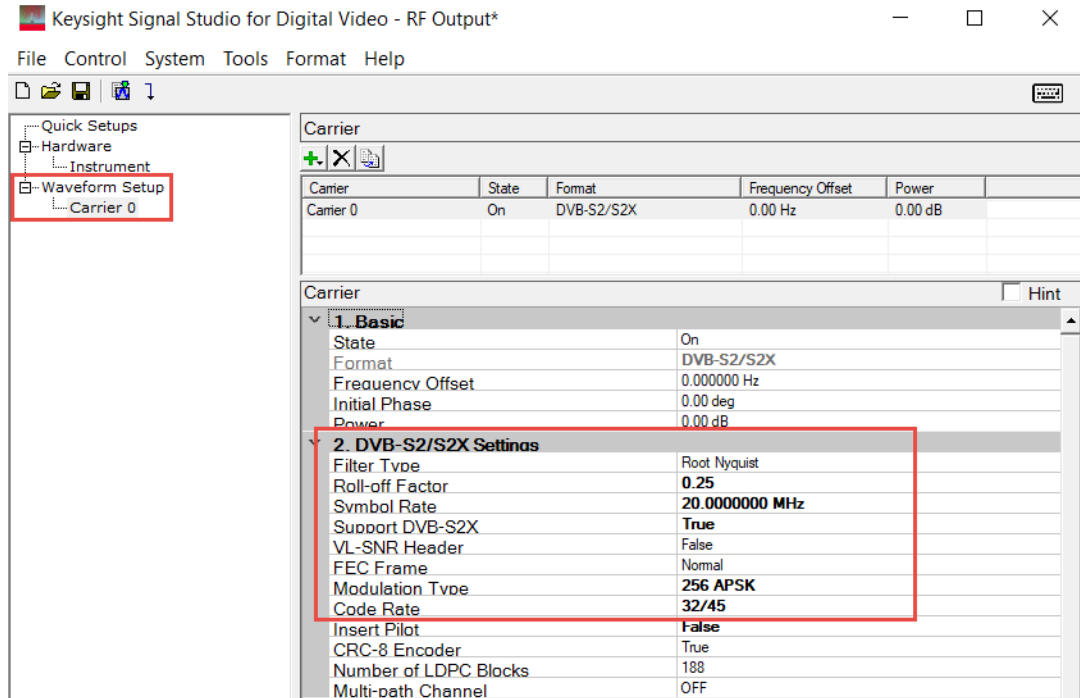 Keysight Signal Studio for Digital Video - RF Output*
File Control System Tools Format Help
Quick Setups
Hardware
Instrument
Waveform Setup
Carrier 0
Carrier
Carrier State Format Frequency Offset Power
Carrier 0 On DVB-S2/S2X 0.00 Hz 0.00 dB
Carrier Hint
1. Basic
State On
Format DVB-S2/S2X
Frequency Offset 0.000000 Hz
Initial Phase 0.00 deg
Power 0.00 dB
2. DVB-S2/S2X Settings
Filter Type Root Nyquist
Roll-off Factor 0.25
Symbol Rate 20.0000000 MHz
Support DVB-S2X True
VL-SNR Header False
FEC Frame Normal
Modulation Type 256 APSK
Code Rate 32/45
Insert Pilot False
CRC-8 Encoder True
Number of LDPC Blocks 188
Multi-path Channel OFF